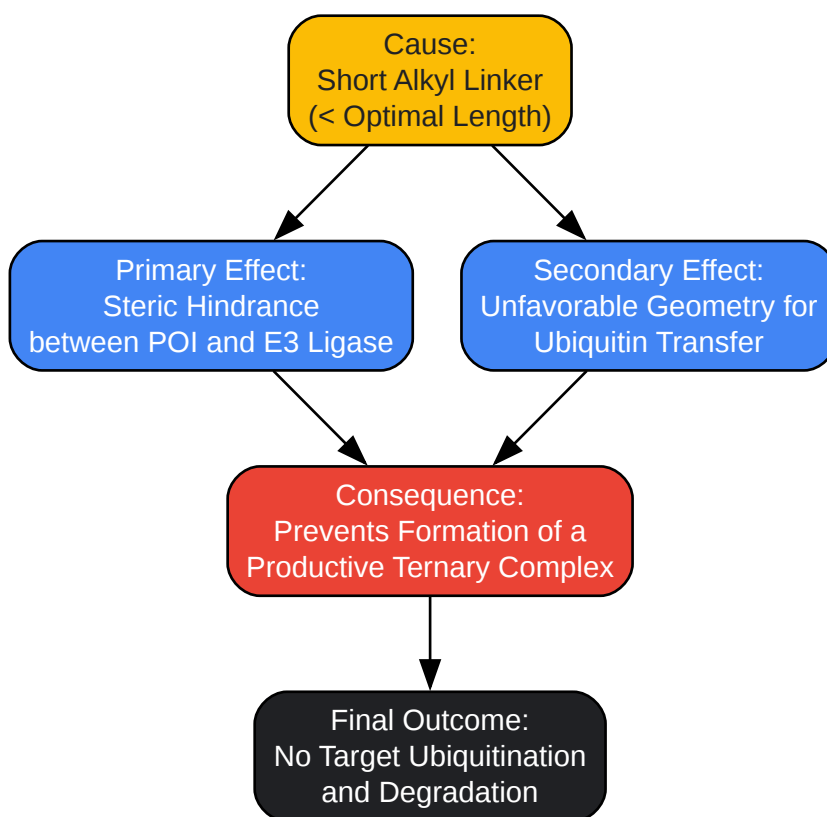 Cause:
Short Alkyl Linker
(< Optimal Length)
Primary Effect:
Steric Hindrance
between POI and E3 Ligase
Secondary Effect:
Unfavorable Geometry for
Ubiquitin Transfer
Consequence:
Prevents Formation of a
Productive Ternary Complex
Final Outcome:
No Target Ubiquitination
and Degradation